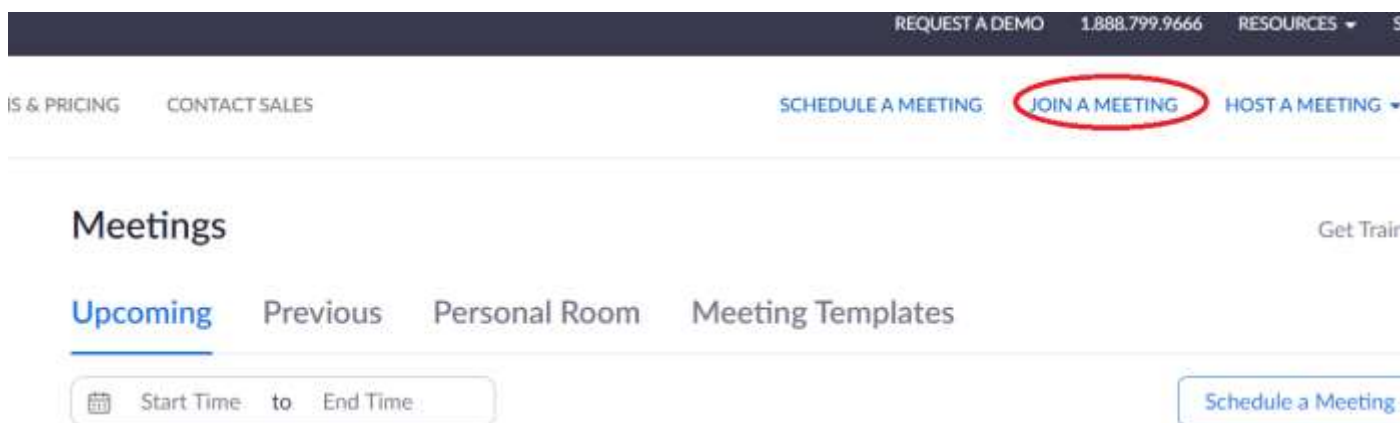 REQUEST A DEMO 1.888.799.9666 RESOURCES
CONTACT SALES SCHEDULE A MEETING JOIN A MEETING HOST A MEETING
& PRICING
Meetings
Get
Upcoming Previous Personal Room Meeting Templates
Start Time to End Time Schedule a Meeting